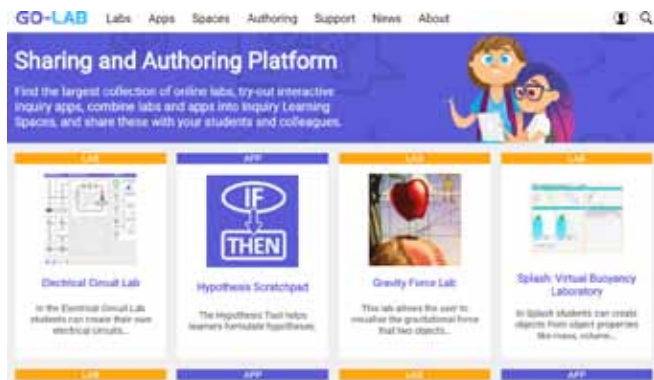 GO-LAB Labs Apps Spaces Authoring Support News About
Sharing and Authoring Platform
Find the largest collection of online labs, try-out interactive
inquiry apps, combine labs and apps into Inquiry Learning
Spaces, and share these with your students and colleagues.
LAB APP LAB LAB
IF
THEN
Electrical Circuit Lab
Hypothesis Scratchpad
Gravity Force Lab
Splash: Virtual Buoyancy
Laboratory
In the Electrical Circuit Lab
students can create their own
electrical circuits...
The Hypothesis Tool helps
learners formulate hypotheses.
This lab allows the user to
visualise the gravitational force
that two objects...
In Splash students can create
objects from object properties
like mass, volume...
LAB APP LAB APP